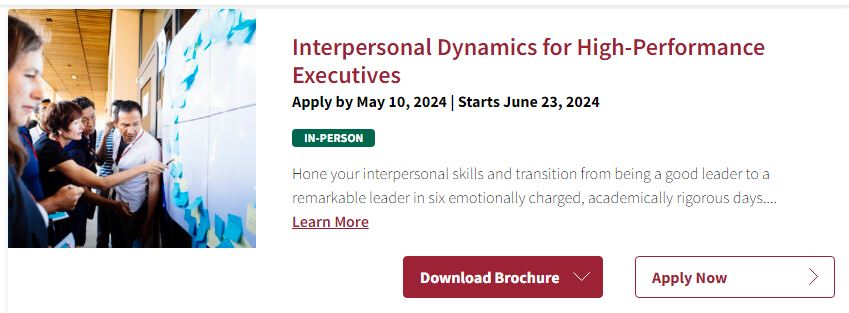 Interpersonal Dynamics for High-Performance
Executives
Apply by May 10, 2024 | Starts June 23, 2024
IN-PERSON
Hone your interpersonal skills and transition from being a good leader to a
remarkable leader in six emotionally charged, academically rigorous days....
Learn More
Download Brochure
Apply Now